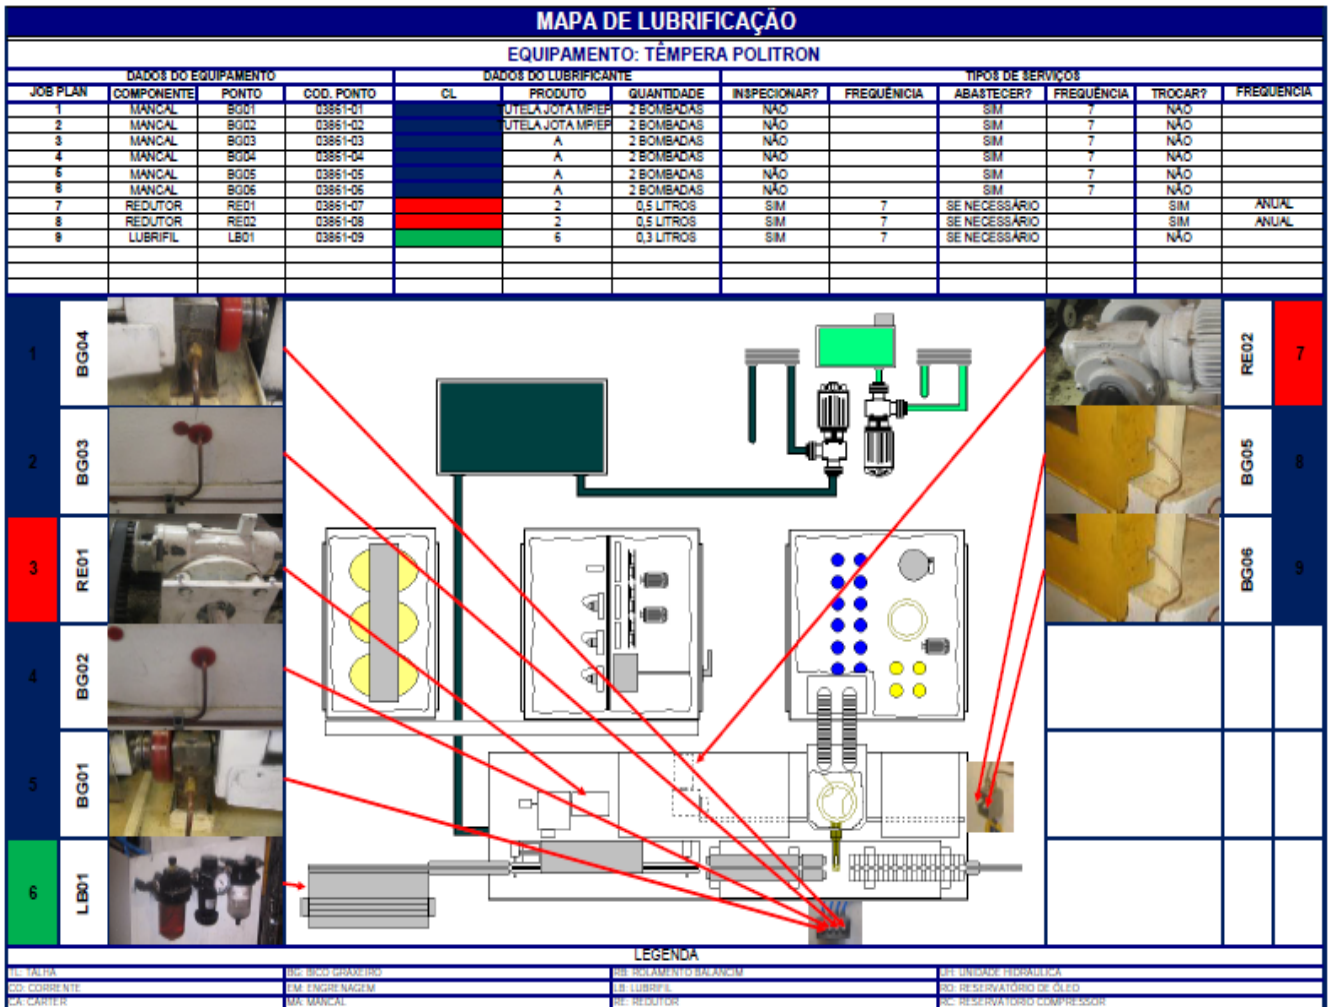 MAPA DE LUBRIFICAÇÃO
EQUIPAMENTO: TÊMPERA POLITRON
DADOS DO EQUIPAMENTO DADOS DO LUBRIFICANTE TIPOS DE SERVIÇOS
JOB PLAN COMPONENTE PONTO COD. PONTO CL PRODUTO QUANTIDADE INSPECIONAR? FREQUÊNICIA ABASTECER? FREQUÊNCIA TROCAR? FREQUENCIA
1 MANCAL BG01 03861-01 TUTELA JOTA MP/EP 2 BOMBADAS NÃO SIM 7 NÃO
2 MANCAL BG02 03861-02 TUTELA JOTA MP/EP 2 BOMBADAS NÃO SIM 7 NÃO
3 MANCAL BG03 03861-03 A 2 BOMBADAS NÃO SIM 7 NÃO
4 MANCAL BG04 03861-04 A 2 BOMBADAS NÃO SIM 7 NÃO
5 MANCAL BG05 03861-05 A 2 BOMBADAS NÃO SIM 7 NÃO
6 MANCAL BG06 03861-06 A 2 BOMBADAS NÃO SIM 7 NÃO
7 REDUTOR RE01 03861-07 2 0,5 LITROS SIM 7 SE NECESSÁRIO SIM ANUAL
8 REDUTOR RE02 03861-08 2 0,5 LITROS SIM 7 SE NECESSÁRIO SIM ANUAL
9 LUBRIFIL LB01 03861-09 6 0,3 LITROS SIM 7 SE NECESSÁRIO NÃO
1 BG04
2 BG03
3 RE01
4 BG02
5 BG01
6 LB01
RE02 7
BG05 8
BG06 9
LEGENDA
TL: TALHA BG: BICO GRAXEIRO RB: ROLAMENTO BALANCIM UH: UNIDADE HIDRAULICA
CO: CORRENTE EM: ENGRENAGEM LB: LUBRIFIL RO: RESERVATÓRIO DE ÓLEO
CA: CARTER MA: MANCAL RE: REDUTOR RC: RESERVATORIO COMPRESSOR